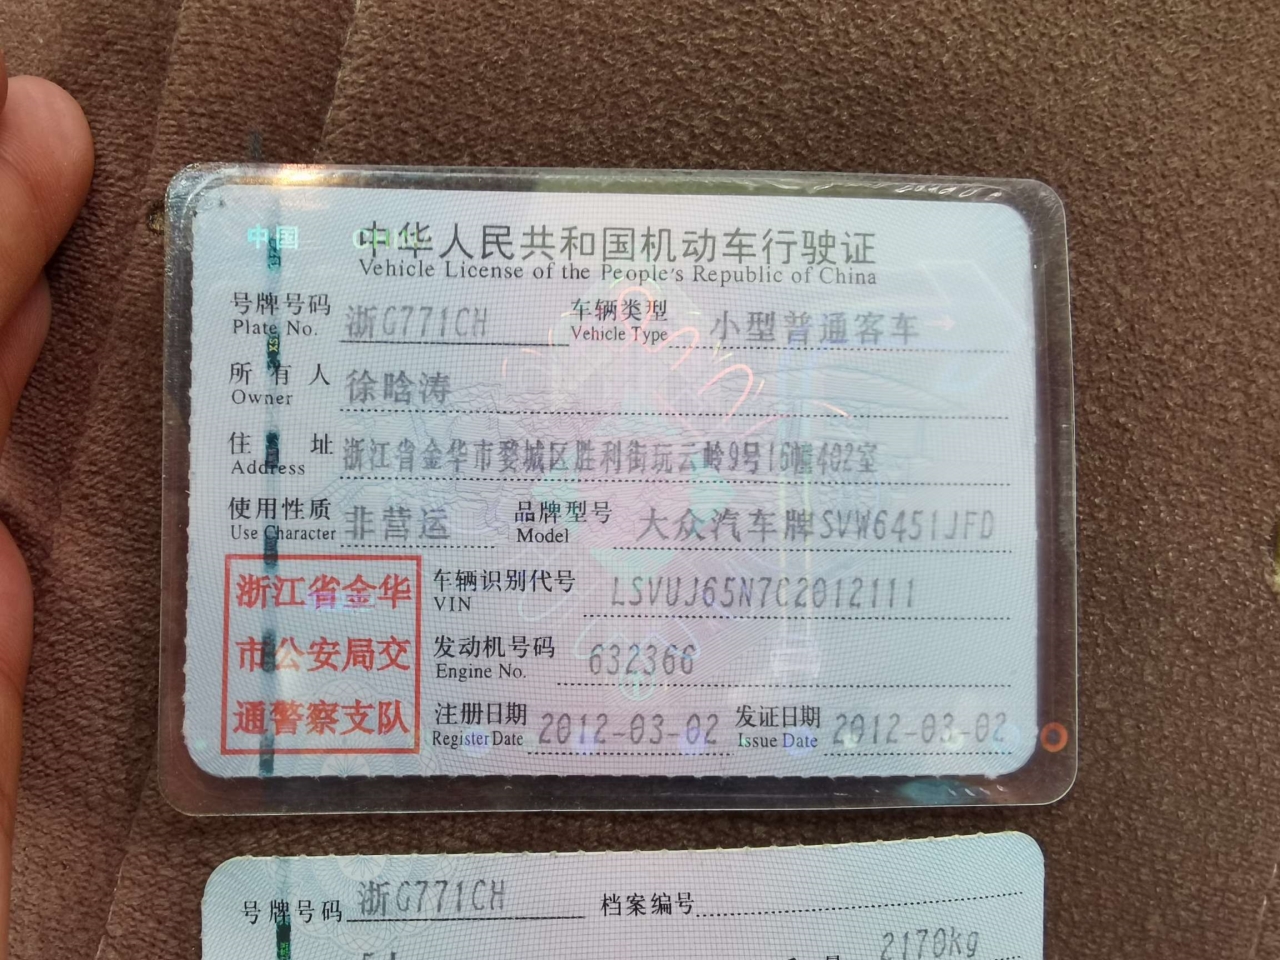 中国 CHINA
中华人民共和国机动车行驶证
Vehicle License of the People's Republic of China
号牌号码 浙G771CH 车辆类型 小型普通客车
Plate No. Vehicle Type
所有人 徐晗涛
Owner
住址 浙江省金华市婺城区胜利街玩云岭9号16幢402室
Address
使用性质 非营运 品牌型号 大众汽车牌SVW6451JFD
Use Character Model
浙江省金华
市公安局交
通警察支队
车辆识别代号 LSVUJ65N7C2012111
VIN
发动机号码 632366
Engine No.
注册日期 2012-03-02 发证日期 2012-03-02
Register Date Issue Date
号牌号码 浙G771CH 档案编号
2170kg